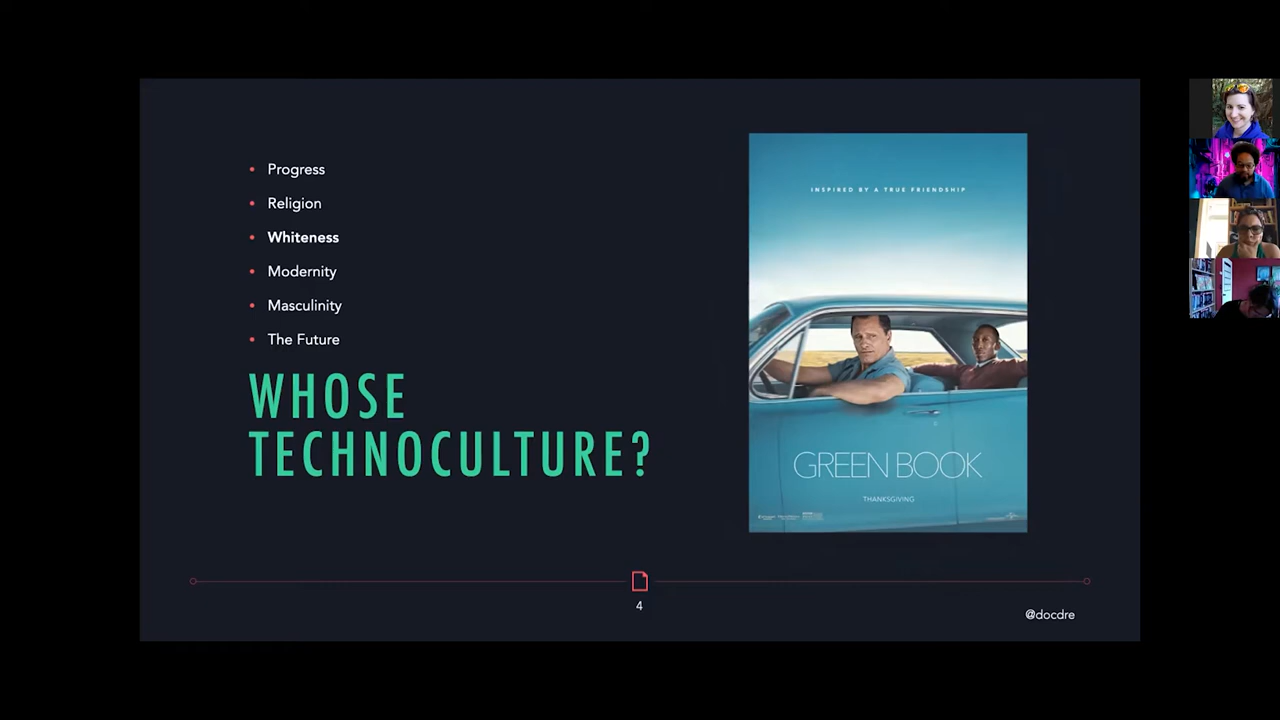 Progress
Religion
Whiteness
Modernity
Masculinity
The Future
WHOSE
TECHNOCULTURE?
INSPIRED BY A TRUE FRIENDSHIP
GREEN BOOK
THANKSGIVING
4
@docdre